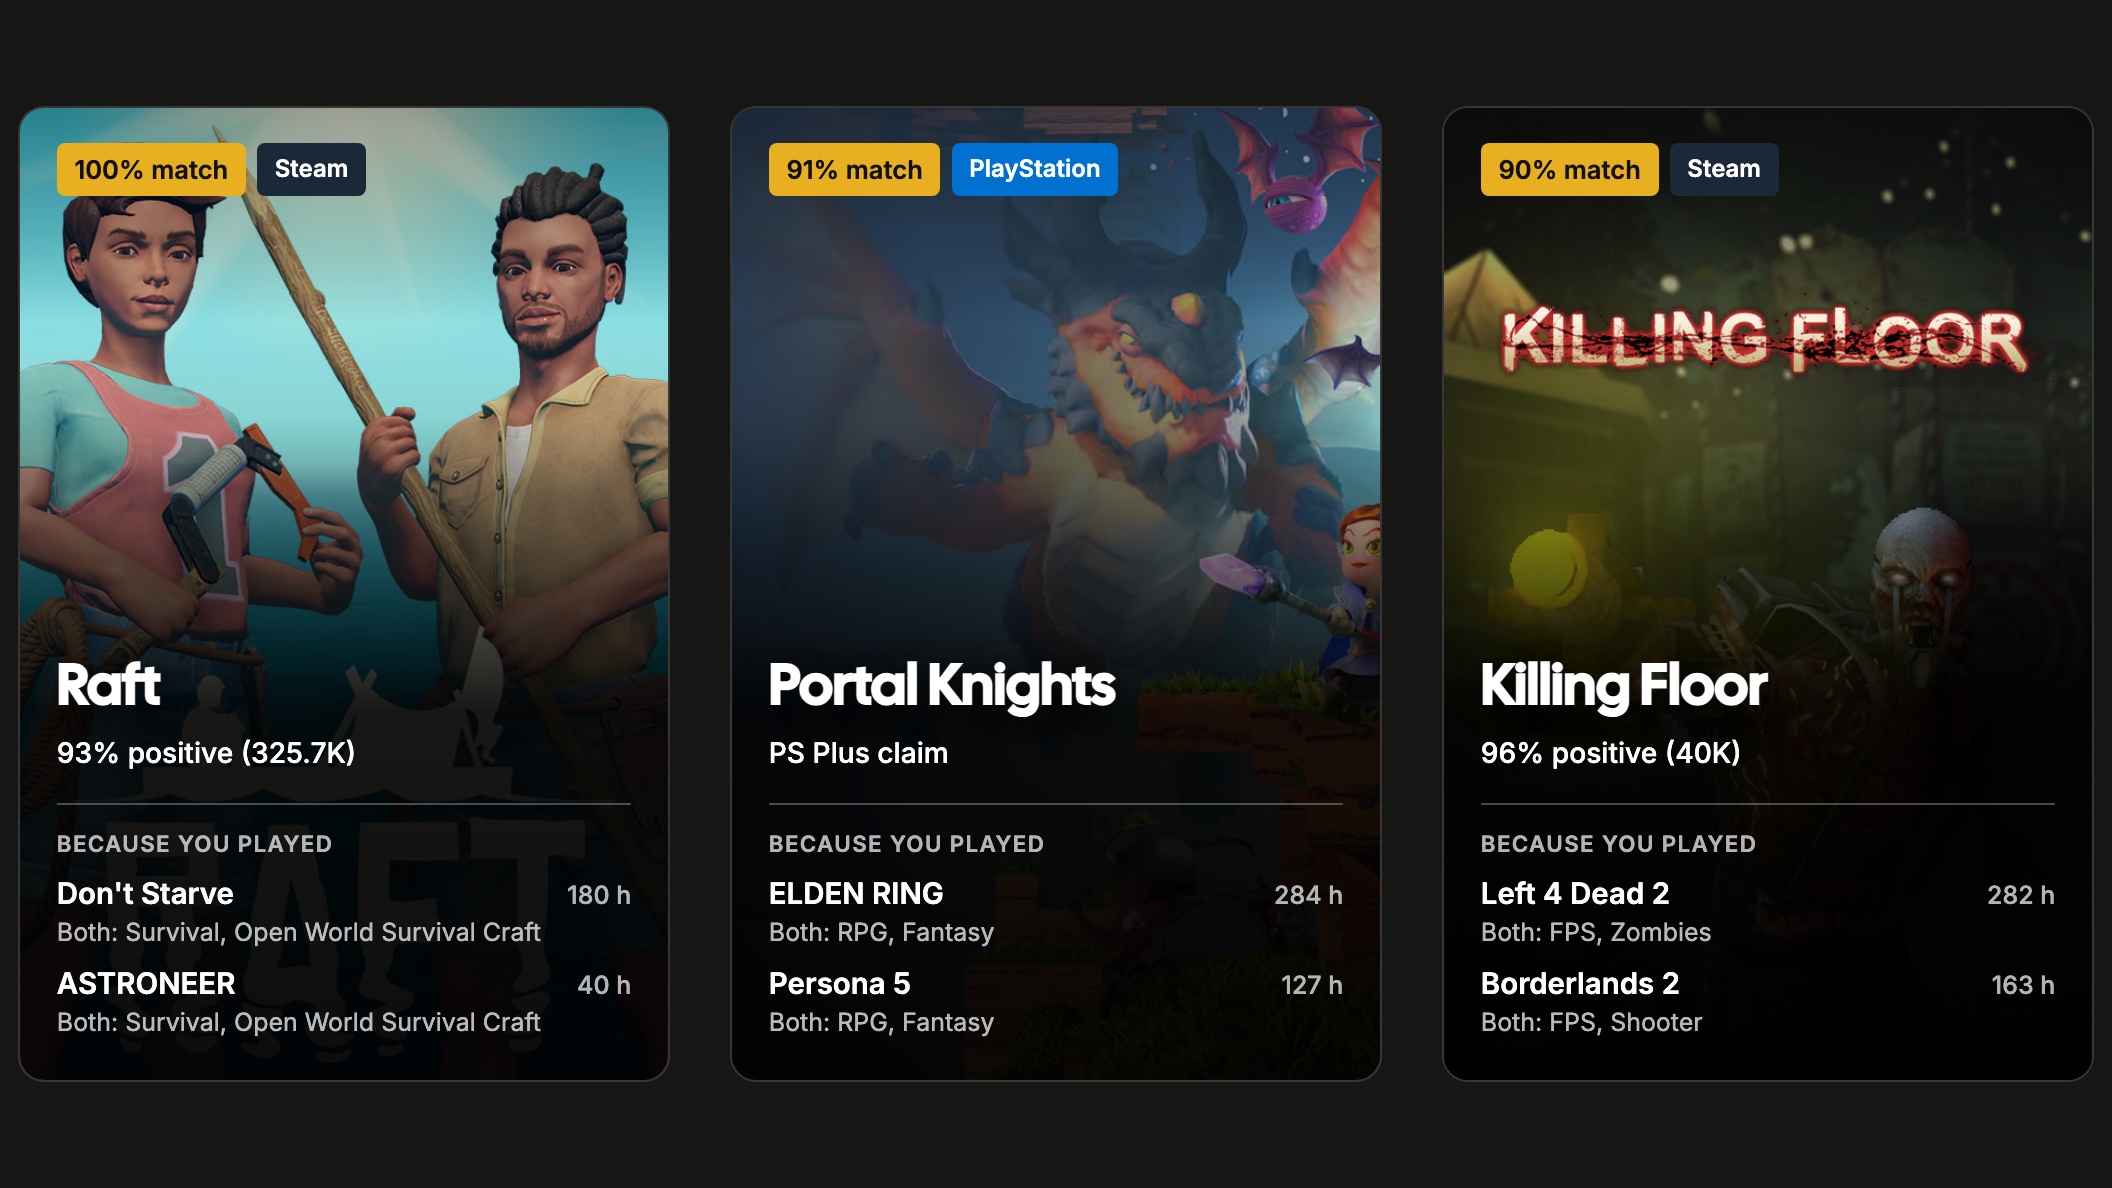 100% match
Steam
Raft
93% positive (325.7K)
BECAUSE YOU PLAYED
Don't Starve 180 h
Both: Survival, Open World Survival Craft
ASTRONEER 40 h
Both: Survival, Open World Survival Craft
RAFT
91% match
PlayStation
Portal Knights
PS Plus claim
BECAUSE YOU PLAYED
ELDEN RING 284 h
Both: RPG, Fantasy
Persona 5 127 h
Both: RPG, Fantasy
90% match
Steam
KILLING FLOOR
Killing Floor
96% positive (40K)
BECAUSE YOU PLAYED
Left 4 Dead 2 282 h
Both: FPS, Zombies
Borderlands 2 163 h
Both: FPS, Shooter